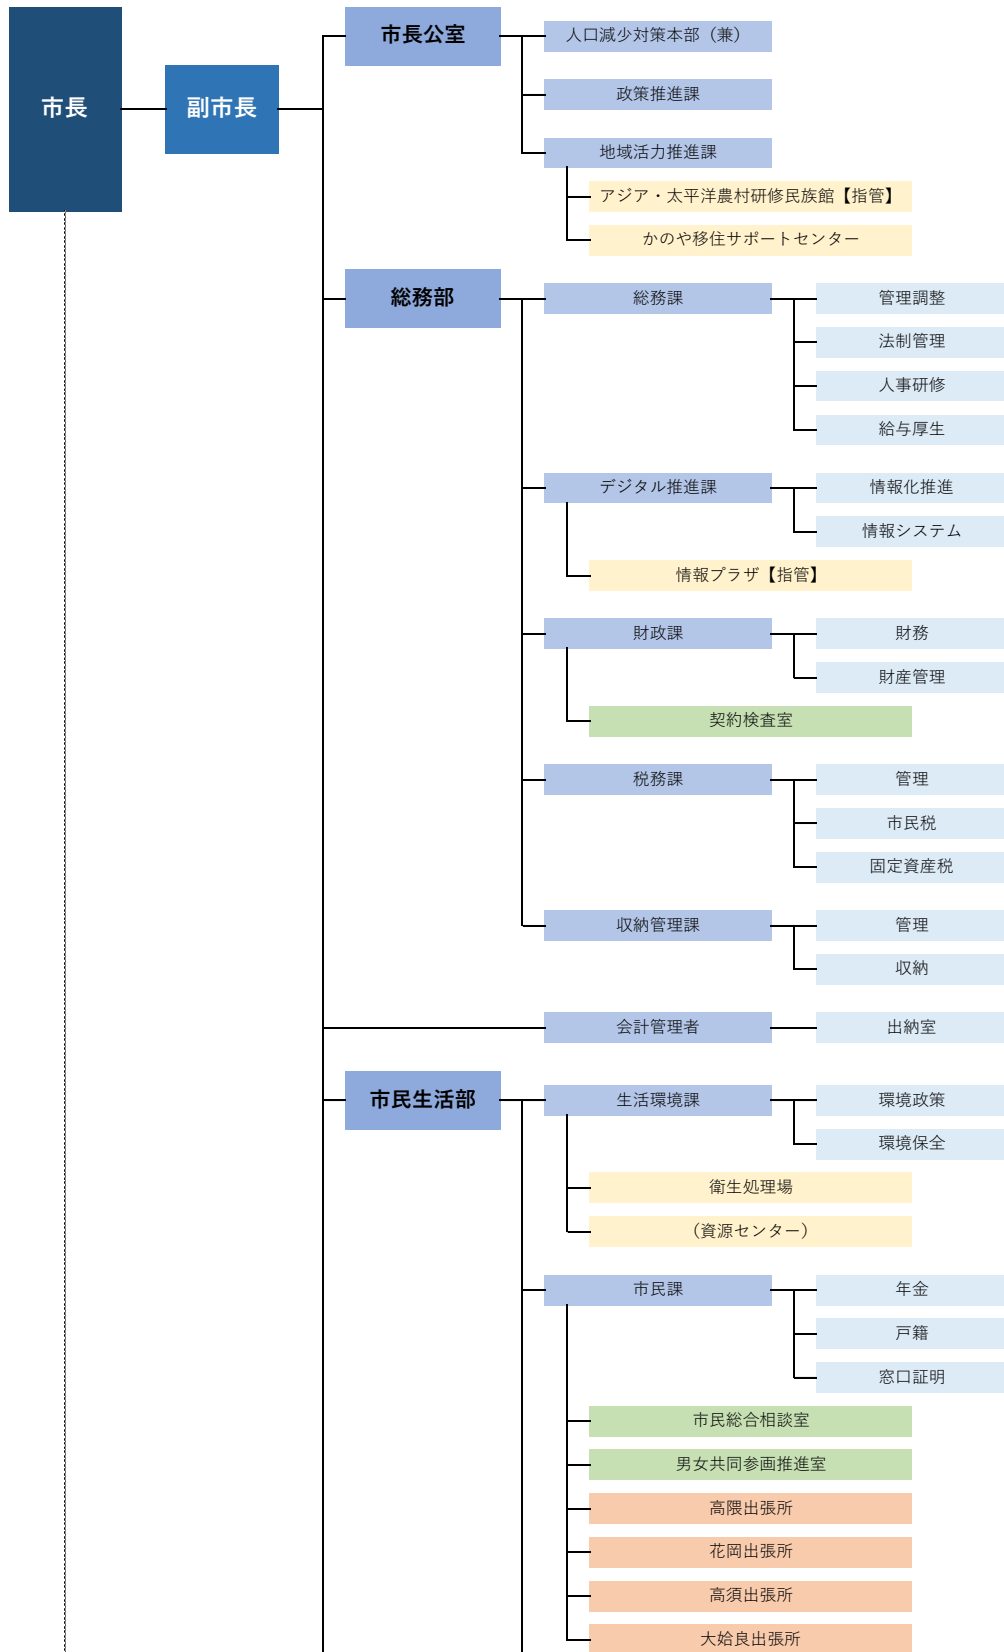 市長
副市長
市長公室
人口減少対策本部（兼）
政策推進課
地域活力推進課
アジア・太平洋農村研修民族館【指管】
かのや移住サポートセンター
総務部
総務課
管理調整
法制管理
人事研修
給与厚生
デジタル推進課
情報化推進
情報システム
情報プラザ【指管】
財政課
財務
財産管理
契約検査室
税務課
管理
市民税
固定資産税
収納管理課
管理
収納
会計管理者
出納室
市民生活部
生活環境課
環境政策
環境保全
衛生処理場
（資源センター）
市民課
年金
戸籍
窓口証明
市民総合相談室
男女共同参画推進室
高隈出張所
花岡出張所
高須出張所
大姶良出張所